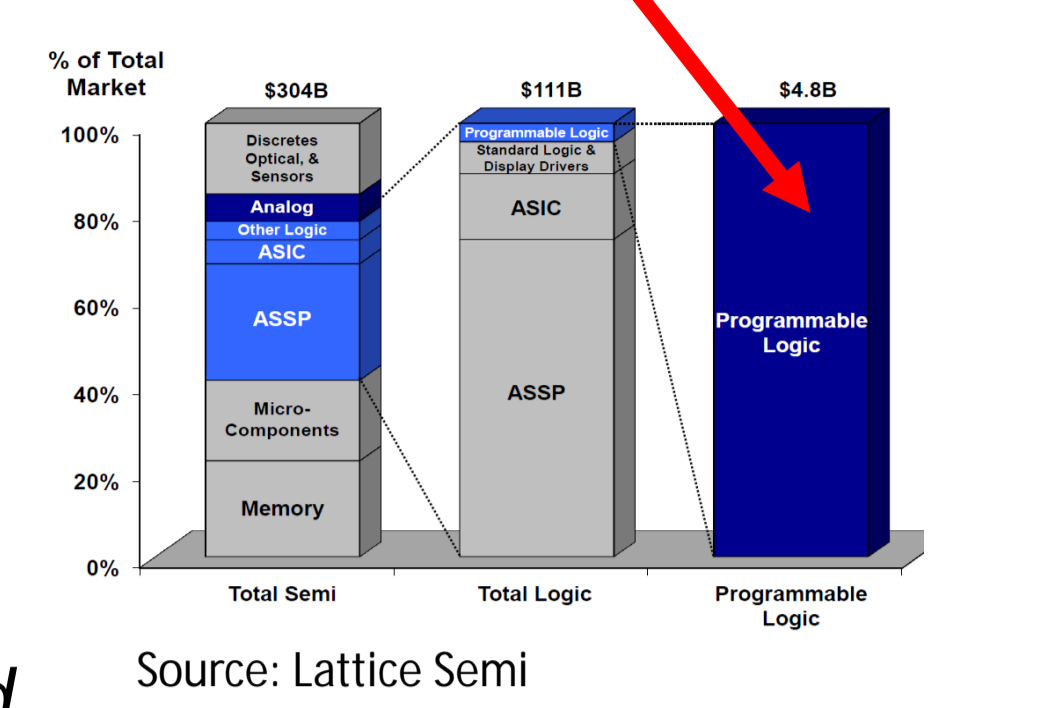 % of Total
Market
$304B
$111B
$4.8B
100%
80%
60%
40%
20%
0%
Discretes
Optical, &
Sensors
Analog
Other Logic
ASIC
ASSP
Micro-
Components
Memory
Programmable Logic
Standard Logic &
Display Drivers
ASIC
ASSP
Programmable
Logic
Total Semi
Total Logic
Programmable
Logic
Source: Lattice Semi
d